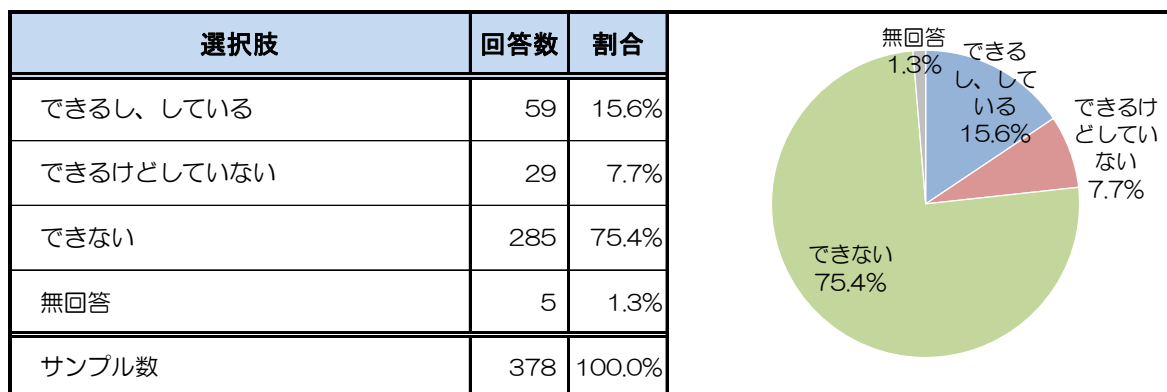 選択肢 回答数 割合
できるし、している 59 15.6%
できるけどしていない 29 7.7%
できない 285 75.4%
無回答 5 1.3%
サンプル数 378 100.0%
無回答
1.3%
できる
し、して
いる
15.6%
できるけ
どしてい
ない
7.7%
できない
75.4%